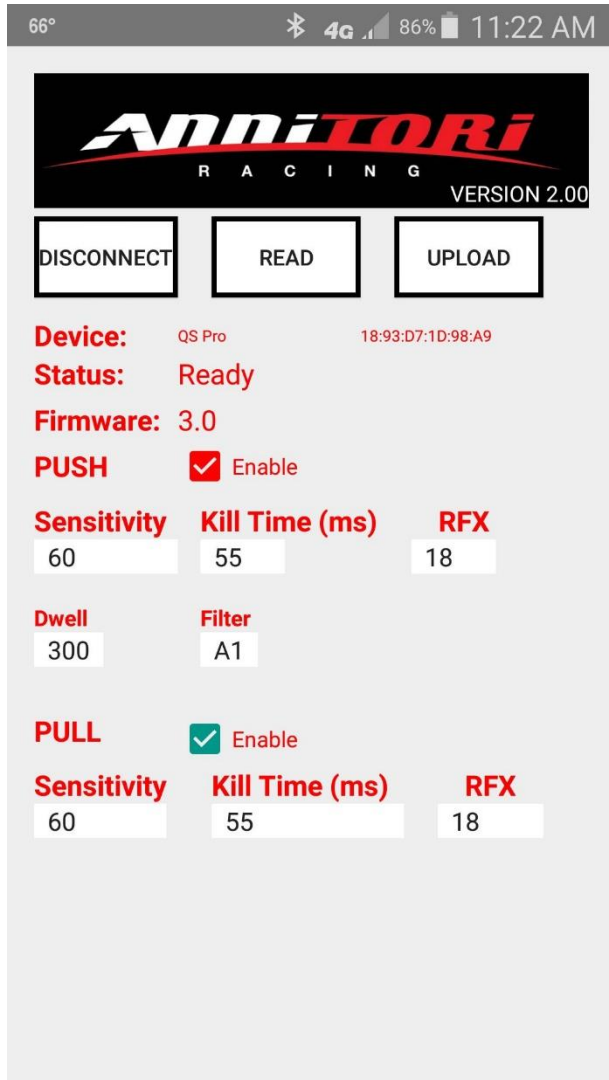 66° 4G 86% 11:22 AM
ANNiTORi
RACING
VERSION 2.00
DISCONNECT READ UPLOAD
Device: QS Pro 18:93:D7:1D:98:A9
Status: Ready
Firmware: 3.0
PUSH Enable
Sensitivity Kill Time (ms) RFX
60 55 18
Dwell Filter
300 A1
PULL Enable
Sensitivity Kill Time (ms) RFX
60 55 18